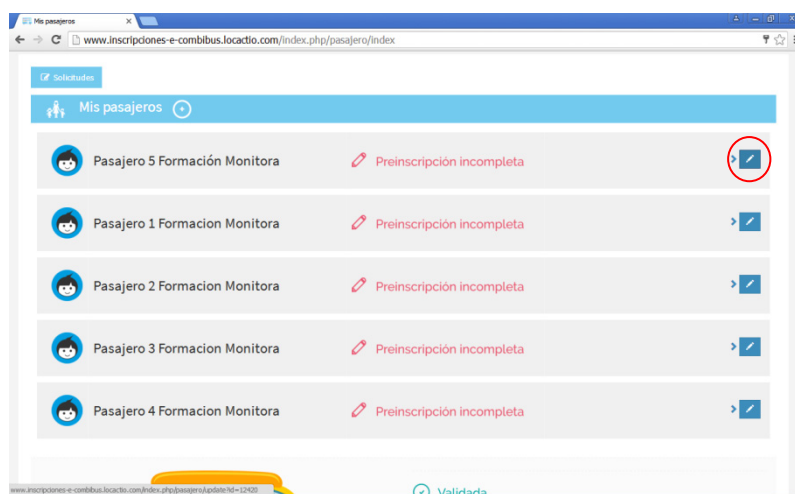 Mis pasajeros
www.inscripciones-e-combibus.locactio.com/index.php/pasajero/index
Solicitudes
Mis pasajeros
Pasajero 5 Formación Monitora Preinscripción incompleta
Pasajero 1 Formacion Monitora Preinscripción incompleta
Pasajero 2 Formacion Monitora Preinscripción incompleta
Pasajero 3 Formacion Monitora Preinscripción incompleta
Pasajero 4 Formacion Monitora Preinscripción incompleta
Validada
www.inscripciones-e-combibus.locactio.com/index.php/pasajero/update?id=12420